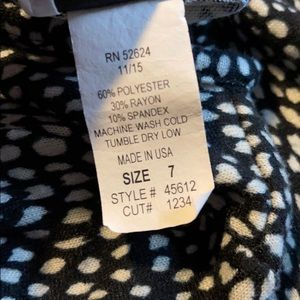 RN 52624
11/15
60% POLYESTER
30% RAYON
10% SPANDEX
MACHINE WASH COLD
TUMBLE DRY LOW
MADE IN USA
SIZE 7
STYLE # 45612
CUT# 1234